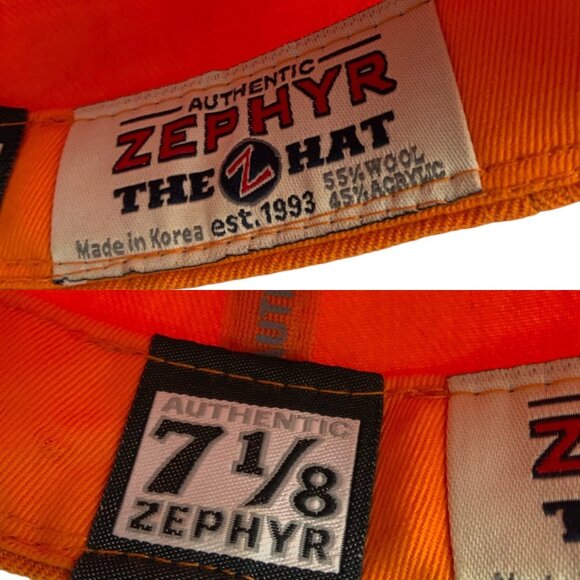 AUTHENTIC
ZEPHYR
THE Z HAT
55% WOOL
45% ACRYLIC
Made in Korea est.1993
AUTHENTIC
7 1/8
ZEPHYR